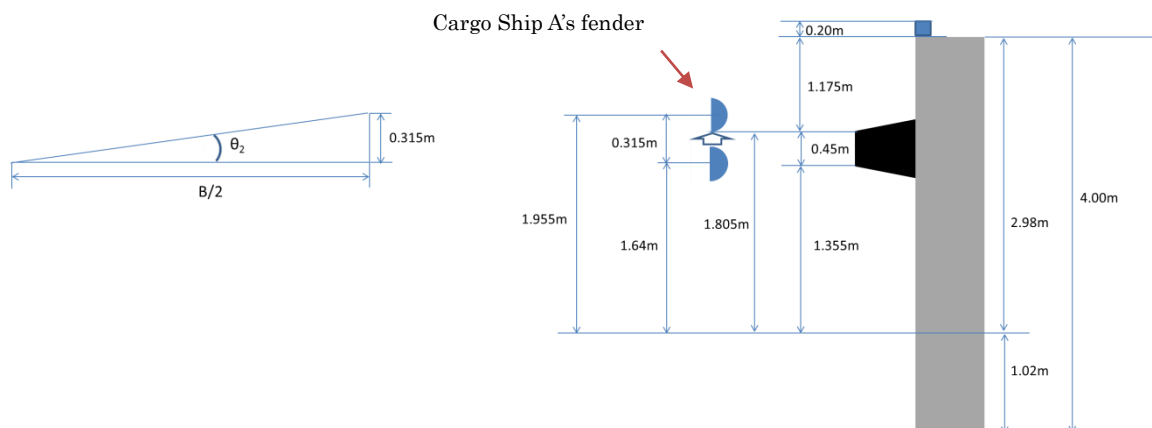 Cargo Ship A's fender
0.20m
1.175m
0.315m
θ2
B/2
0.315m
0.45m
1.955m
1.64m
1.805m
1.355m
2.98m
4.00m
1.02m